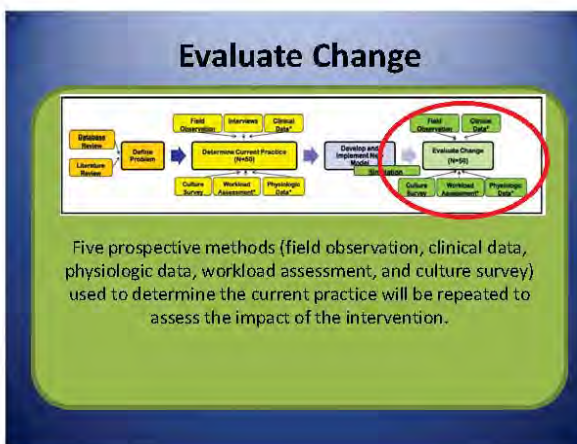 Evaluate Change
Field Observation
Interviews
Clinical Data*
Field Observation
Clinical Data*
Database Review
Literature Review
Define Problem
Determine Current Practice
(N=50)
Develop and Implement New Model
Simulation
Evaluate Change
(N=50)
Culture Survey
Workload Assessment*
Physiologic Data*
Culture Survey
Workload Assessment*
Physiologic Data*
Five prospective methods (field observation, clinical data,
physiologic data, workload assessment, and culture survey)
used to determine the current practice will be repeated to
assess the impact of the intervention.